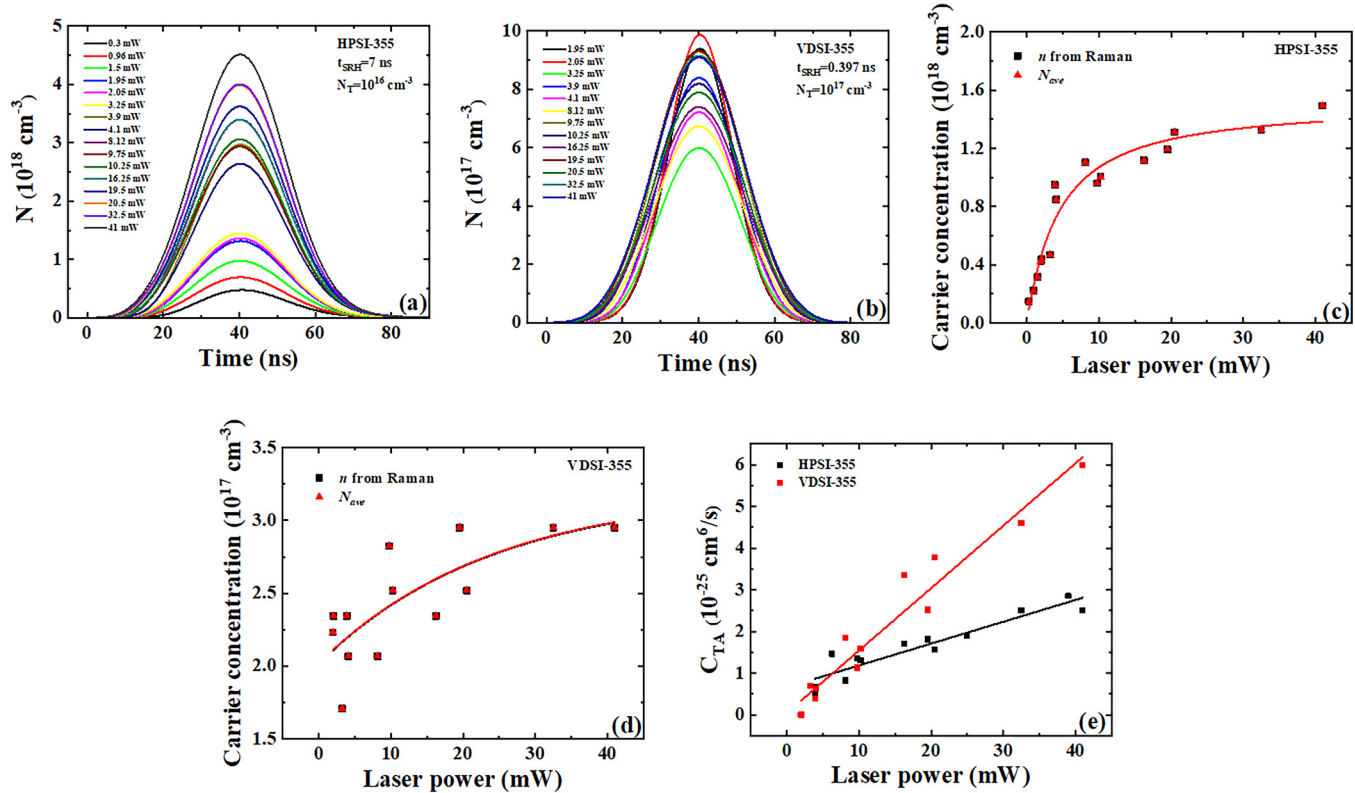 HPSI-355
t_SRH=7 ns
N_T=10^16 cm^-3
0.3 mW
0.96 mW
1.5 mW
1.95 mW
2.05 mW
3.25 mW
3.9 mW
4.1 mW
8.12 mW
9.75 mW
10.25 mW
16.25 mW
19.5 mW
20.5 mW
32.5 mW
41 mW
5
4
3
2
1
0
N (10^18 cm^-3)
0 20 40 60 80
Time (ns)
(a)
VDSI-355
t_SRH=0.397 ns
N_T=10^17 cm^-3
1.95 mW
2.05 mW
3.25 mW
3.9 mW
4.1 mW
8.12 mW
9.75 mW
10.25 mW
16.25 mW
19.5 mW
20.5 mW
32.5 mW
41 mW
10
8
6
4
2
0
N (10^17 cm^-3)
0 20 40 60 80
Time (ns)
(b)
HPSI-355
n from Raman
N_ave
2.0
1.6
1.2
0.8
0.4
0.0
Carrier concentration (10^18 cm^-3)
0 10 20 30 40
Laser power (mW)
(c)
VDSI-355
n from Raman
N_ave
3.5
3.0
2.5
2.0
1.5
Carrier concentration (10^17 cm^-3)
0 10 20 30 40
Laser power (mW)
(d)
HPSI-355
VDSI-355
6
5
4
3
2
1
0
C_TA (10^-25 cm^6/s)
0 10 20 30 40
Laser power (mW)
(e)